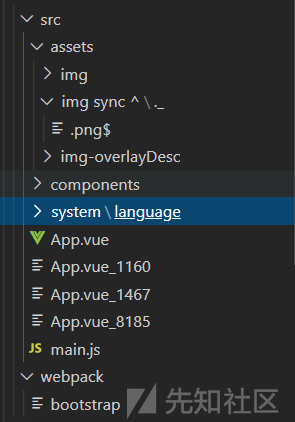 src
assets
img
img sync ^ \ ._
.png$
img-overlayDesc
components
system \ language
App.vue
App.vue_1160
App.vue_1467
App.vue_8185
JS main.js
webpack
bootstrap
先知社区